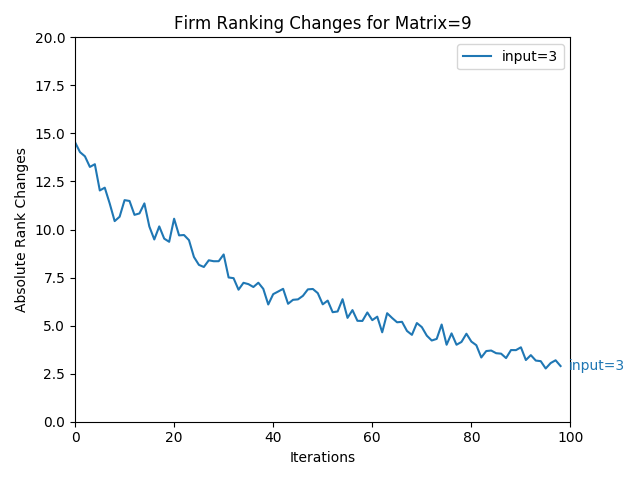 Firm Ranking Changes for Matrix=9
20.0
17.5
15.0
12.5
10.0
7.5
5.0
2.5
0.0
Absolute Rank Changes
input=3
input=3
0 20 40 60 80 100
Iterations